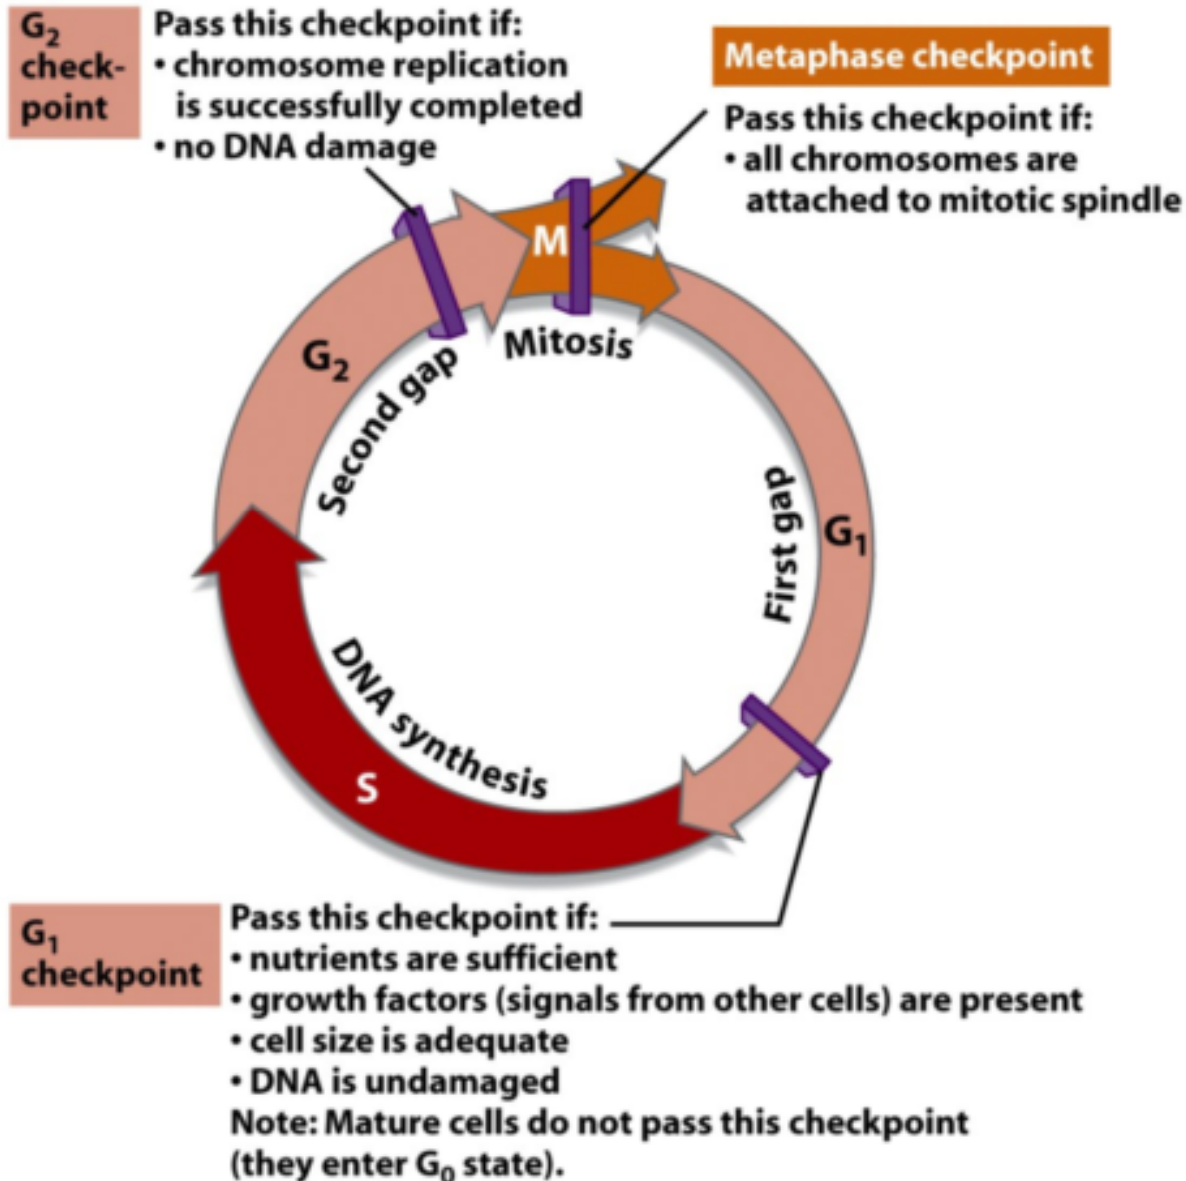 G₂
check-
point
Pass this checkpoint if:
• chromosome replication
is successfully completed
• no DNA damage
Metaphase checkpoint
Pass this checkpoint if:
• all chromosomes are
attached to mitotic spindle
M
Mitosis
G₂
Second gap
First gap
G₁
DNA synthesis
S
G₁
checkpoint
Pass this checkpoint if:
• nutrients are sufficient
• growth factors (signals from other cells) are present
• cell size is adequate
• DNA is undamaged
Note: Mature cells do not pass this checkpoint
(they enter G₀ state).